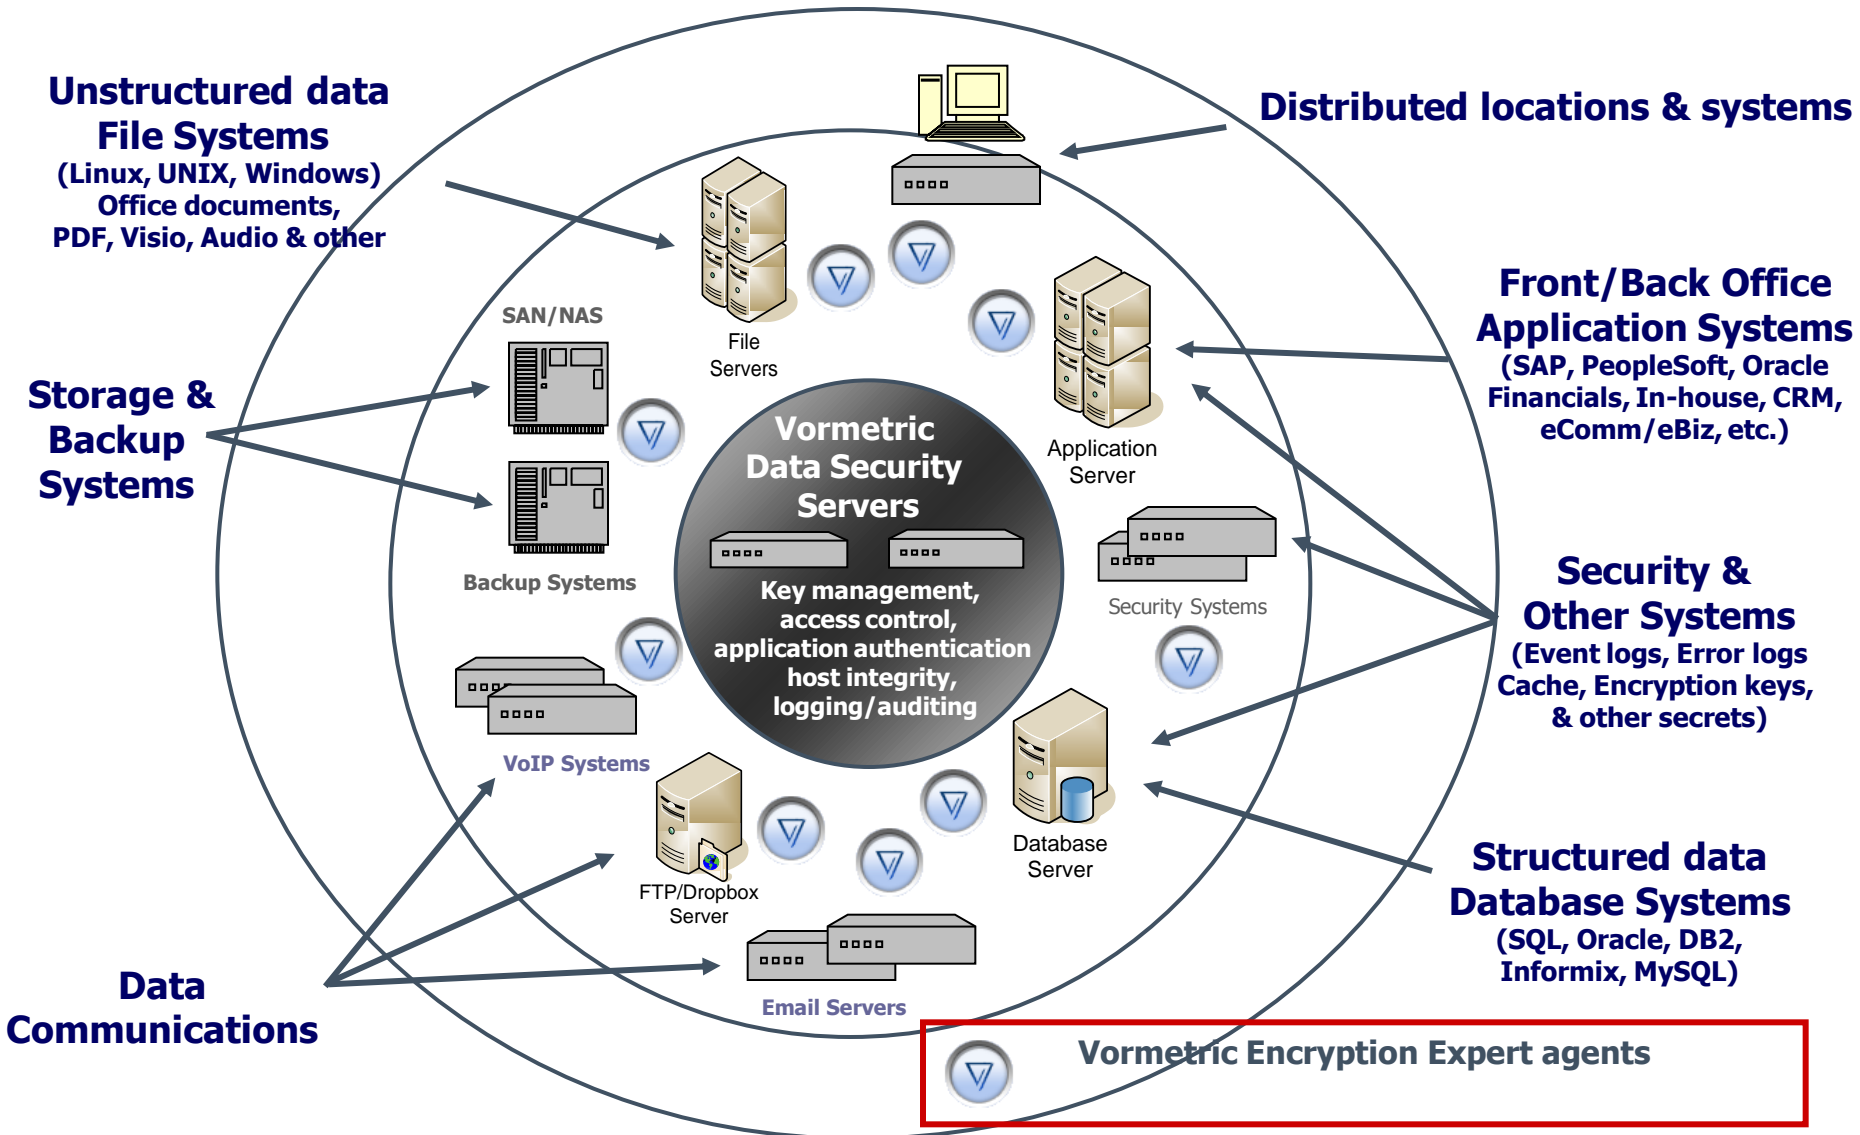 Unstructured data
File Systems
(Linux, UNIX, Windows)
Office documents,
PDF, Visio, Audio & other
Distributed locations & systems
Front/Back Office
Application Systems
(SAP, PeopleSoft, Oracle
Financials, In-house, CRM,
eComm/eBiz, etc.)
SAN/NAS
File
Servers
Storage &
Backup
Systems
Application
Server
Vormetric
Data Security
Servers
Key management,
access control,
application authentication
host integrity,
logging/auditing
Backup Systems
Security Systems
Security &
Other Systems
(Event logs, Error logs
Cache, Encryption keys,
& other secrets)
VoIP Systems
FTP/Dropbox
Server
Database
Server
Structured data
Database Systems
(SQL, Oracle, DB2,
Informix, MySQL)
Data
Communications
Email Servers
Vormetric Encryption Expert agents